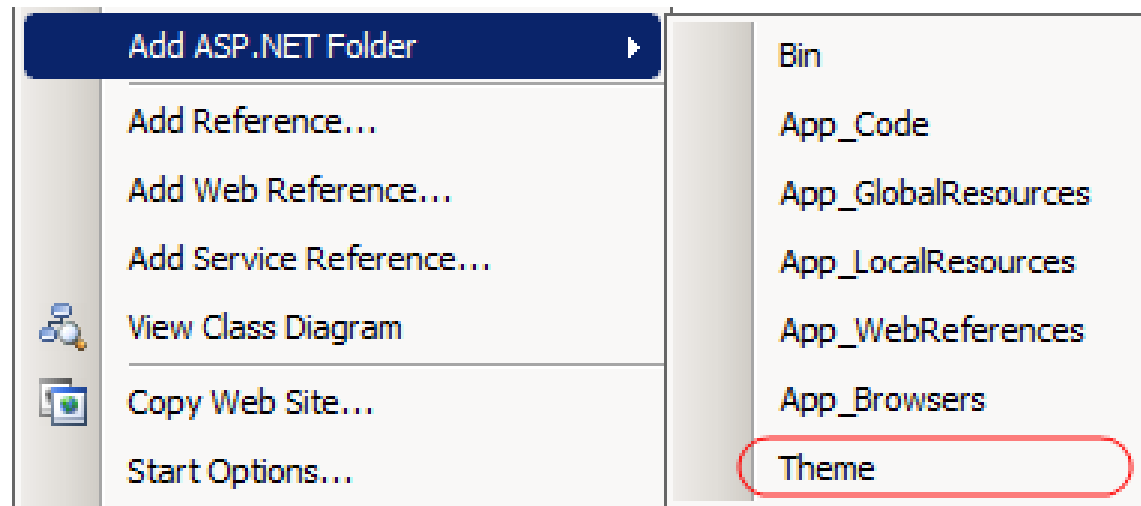 Add ASP.NET Folder
Add Reference...
Add Web Reference...
Add Service Reference...
View Class Diagram
Copy Web Site...
Start Options...
Bin
App_Code
App_GlobalResources
App_LocalResources
App_WebReferences
App_Browsers
Theme